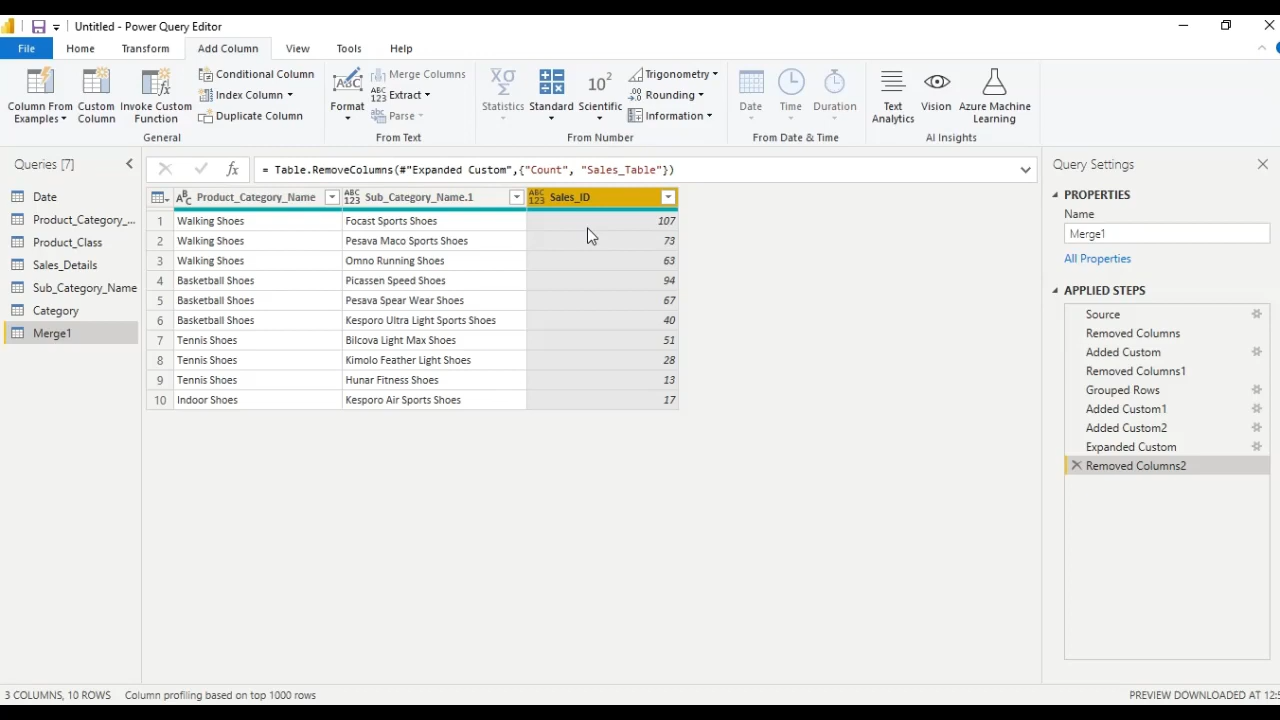 Untitled - Power Query Editor
File Home Transform Add Column View Tools Help
Column From Examples
Custom Column
Invoke Custom Function
Conditional Column
Index Column
Duplicate Column
General
Format
Merge Columns
Extract
Parse
From Text
Statistics
Standard
Scientific
Trigonometry
Rounding
Information
From Number
Date
Time
Duration
From Date & Time
Text Analytics
Vision
Azure Machine Learning
AI Insights
Queries [7]
Date
Product_Category_...
Product_Class
Sales_Details
Sub_Category_Name
Category
Merge1
fx = Table.RemoveColumns(#"Expanded Custom",{"Count", "Sales_Table"})
ABC Product_Category_Name ABC 123 Sub_Category_Name.1 ABC 123 Sales_ID
1 Walking Shoes Focast Sports Shoes 107
2 Walking Shoes Pesava Maco Sports Shoes 73
3 Walking Shoes Omno Running Shoes 63
4 Basketball Shoes Picassen Speed Shoes 94
5 Basketball Shoes Pesava Spear Wear Shoes 67
6 Basketball Shoes Kesporo Ultra Light Sports Shoes 40
7 Tennis Shoes Bilcova Light Max Shoes 51
8 Tennis Shoes Kimolo Feather Light Shoes 28
9 Tennis Shoes Hunar Fitness Shoes 13
10 Indoor Shoes Kesporo Air Sports Shoes 17
Query Settings
PROPERTIES
Name
Merge1
All Properties
APPLIED STEPS
Source
Removed Columns
Added Custom
Removed Columns1
Grouped Rows
Added Custom1
Added Custom2
Expanded Custom
Removed Columns2
3 COLUMNS, 10 ROWS Column profiling based on top 1000 rows
PREVIEW DOWNLOADED AT 12:5